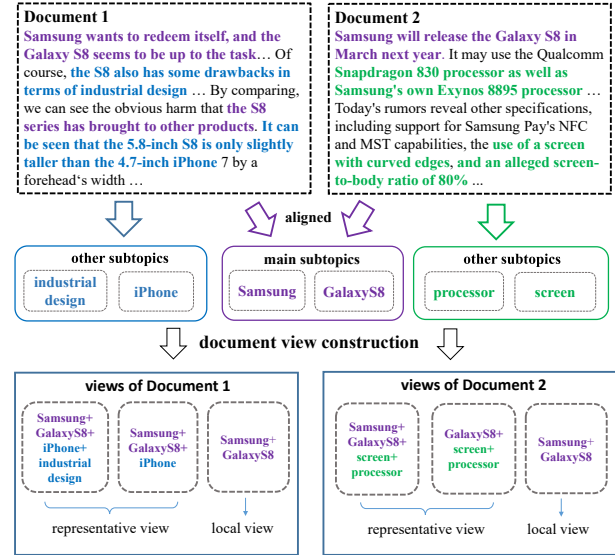 Document 1
Samsung wants to redeem itself, and the
Galaxy S8 seems to be up to the task… Of
course, the S8 also has some drawbacks in
terms of industrial design … By comparing,
we can see the obvious harm that the S8
series has brought to other products. It can
be seen that the 5.8-inch S8 is only slightly
taller than the 4.7-inch iPhone 7 by a
forehead's width …
Document 2
Samsung will release the Galaxy S8 in
March next year. It may use the Qualcomm
Snapdragon 830 processor as well as
Samsung's own Exynos 8895 processor …
Today's rumors reveal other specifications,
including support for Samsung Pay's NFC
and MST capabilities, the use of a screen
with curved edges, and an alleged screen-
to-body ratio of 80% ...
aligned
other subtopics
industrial
design
iPhone
main subtopics
Samsung
GalaxyS8
other subtopics
processor
screen
document view construction
views of Document 1
Samsung+
GalaxyS8+
iPhone+
industrial
design
Samsung+
GalaxyS8+
iPhone
Samsung+
GalaxyS8
representative view
local view
views of Document 2
Samsung+
GalaxyS8+
screen+
processor
GalaxyS8+
screen+
processor
Samsung+
GalaxyS8
representative view
local view